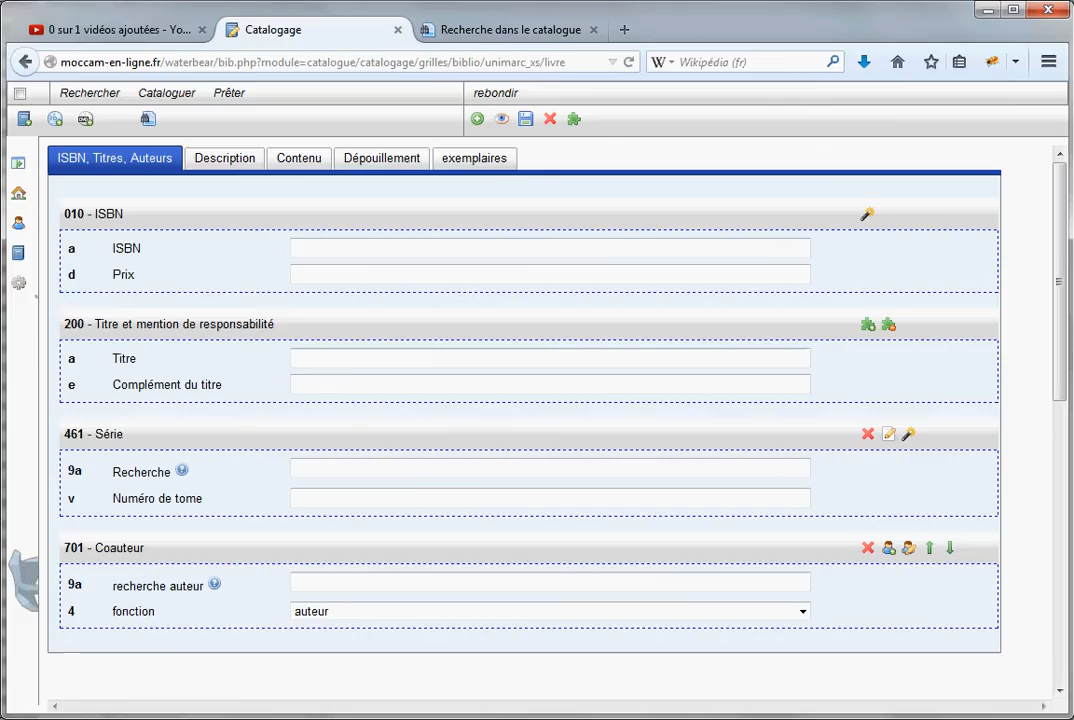 0 sur 1 vidéos ajoutées - Yo...
Catalogage
Recherche dans le catalogue
moccam-en-ligne.fr/waterbear/bib.php?module=catalogue/catalogage/grilles/biblio/unimarc_xs/livre
W
Wikipédia (fr)
Rechercher
Cataloguer
Prêter
rebondir
ISBN, Titres, Auteurs
Description
Contenu
Dépouillement
exemplaires
010 - ISBN
a ISBN
d Prix
200 - Titre et mention de responsabilité
a Titre
e Complément du titre
461 - Série
9a Recherche
v Numéro de tome
701 - Coauteur
9a recherche auteur
4 fonction auteur